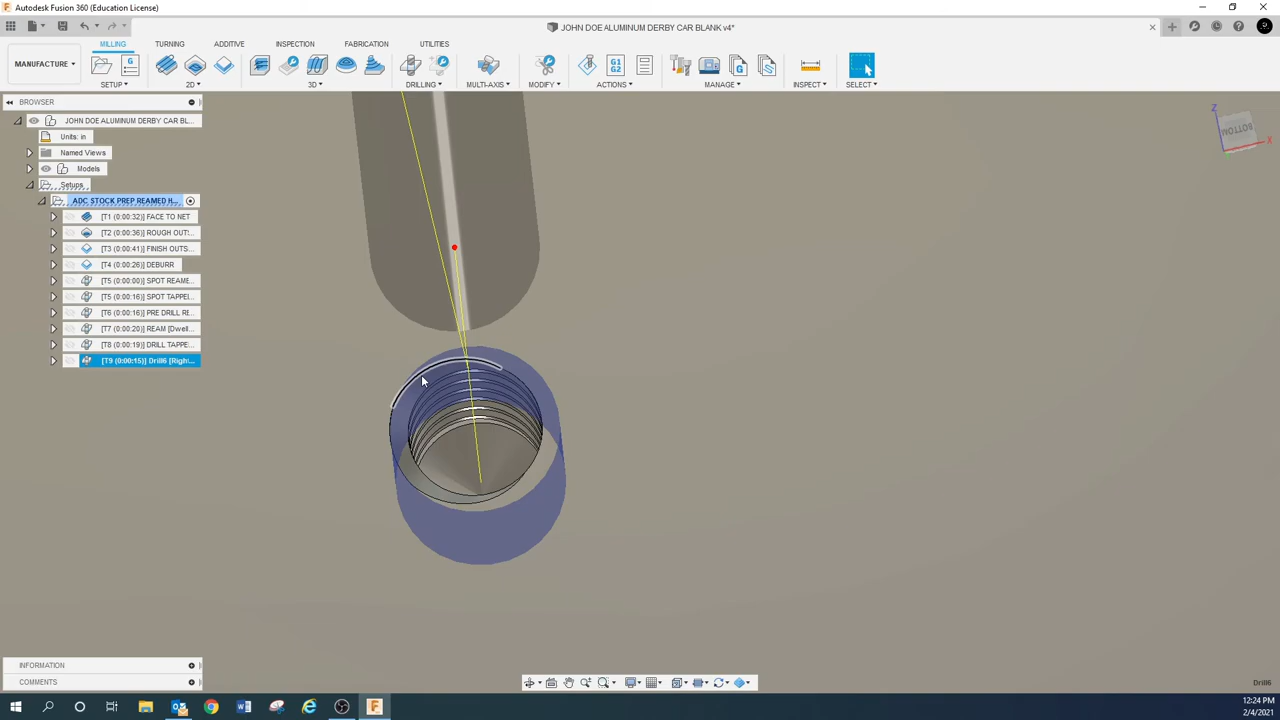 Autodesk Fusion 360 (Education License)
JOHN DOE ALUMINUM DERBY CAR BLANK v4*
MILLING TURNING ADDITIVE INSPECTION FABRICATION UTILITIES
MANUFACTURE
G
G1
G2
G
SETUP 2D 3D DRILLING MULTI-AXIS MODIFY ACTIONS MANAGE INSPECT SELECT
BROWSER
JOHN DOE ALUMINUM DERBY CAR BL...
Units: in
Named Views
Models
Setups
ADC STOCK PREP REAMED H...
[T1 (0:00:32)] FACE TO NET
[T2 (0:00:36)] ROUGH OUT...
[T3 (0:00:41)] FINISH OUTS...
[T4 (0:00:26)] DEBURR
[T5 (0:00:00)] SPOT REAME...
[T5 (0:00:16)] SPOT TAPPE...
[T6 (0:00:16)] PRE DRILL RE...
[T7 (0:00:20)] REAM [Dwell...
[T8 (0:00:19)] DRILL TAPPE...
[T9 (0:00:15)] Drill6 [Righ...
Z
BOTTOM
X
INFORMATION
COMMENTS
Drill6
12:24 PM
2/4/2021